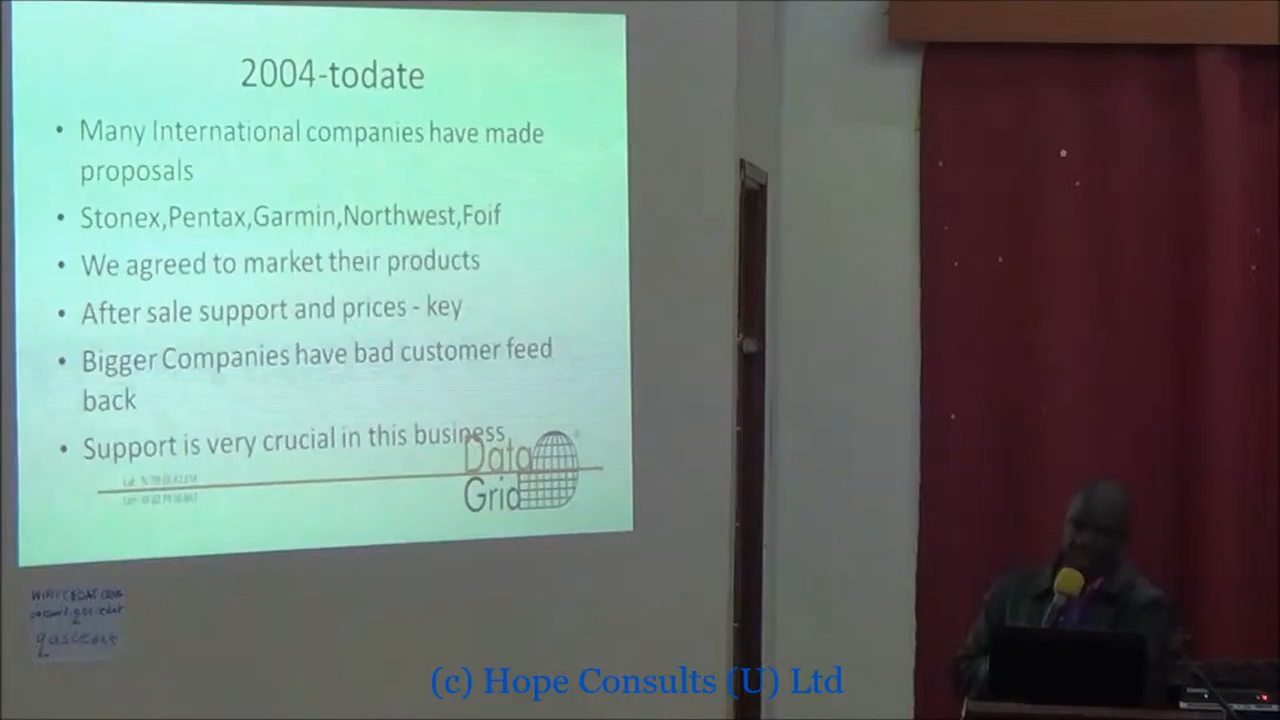 2004-todate
• Many International companies have made
proposals
• Stonex,Pentax,Garmin,Northwest,Foif
• We agreed to market their products
• After sale support and prices - key
• Bigger Companies have bad customer feed
back
• Support is very crucial in this business,
Data
Grid
(c) Hope Consults (U) Ltd